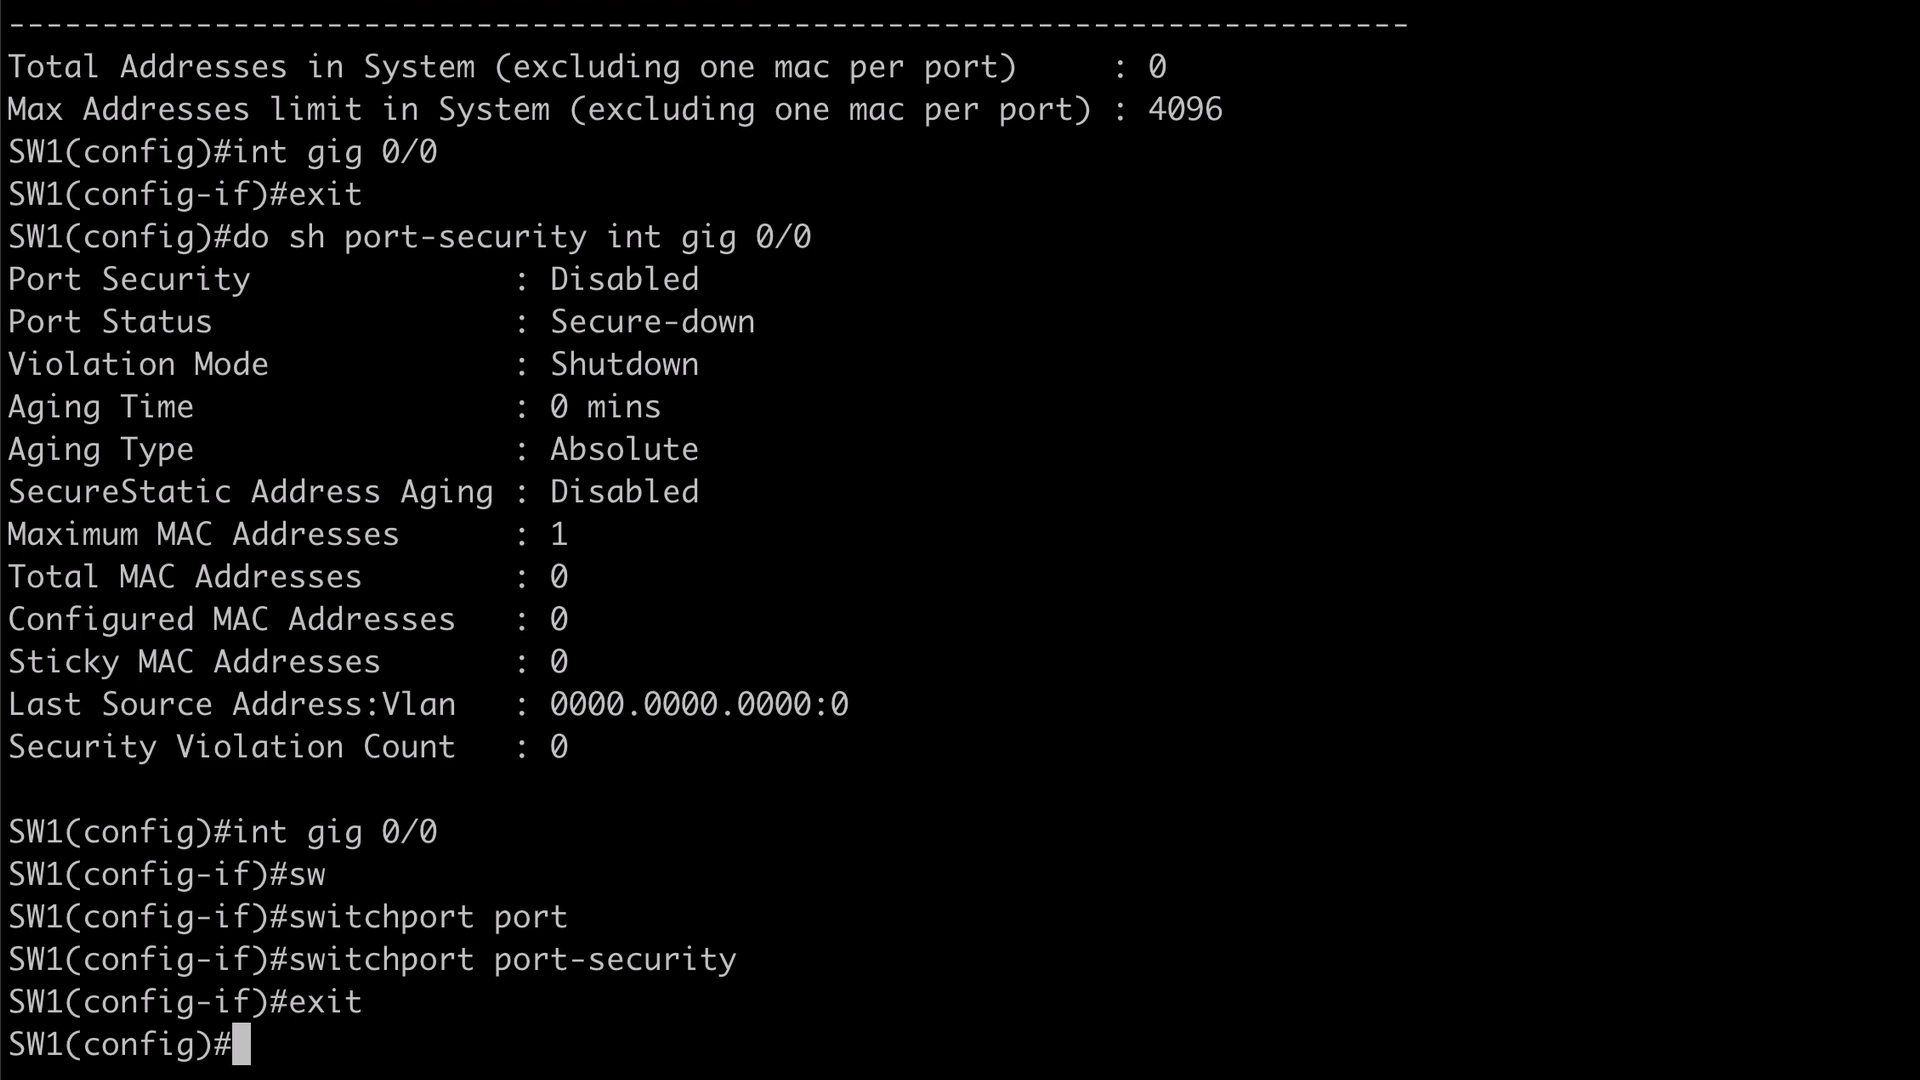 ---------------------------------------------------------------------------
Total Addresses in System (excluding one mac per port)     : 0
Max Addresses limit in System (excluding one mac per port) : 4096
SW1(config)#int gig 0/0
SW1(config-if)#exit
SW1(config)#do sh port-security int gig 0/0
Port Security              : Disabled
Port Status                : Secure-down
Violation Mode             : Shutdown
Aging Time                 : 0 mins
Aging Type                 : Absolute
SecureStatic Address Aging : Disabled
Maximum MAC Addresses      : 1
Total MAC Addresses        : 0
Configured MAC Addresses   : 0
Sticky MAC Addresses       : 0
Last Source Address:Vlan   : 0000.0000.0000:0
Security Violation Count   : 0

SW1(config)#int gig 0/0
SW1(config-if)#sw
SW1(config-if)#switchport port
SW1(config-if)#switchport port-security
SW1(config-if)#exit
SW1(config)#